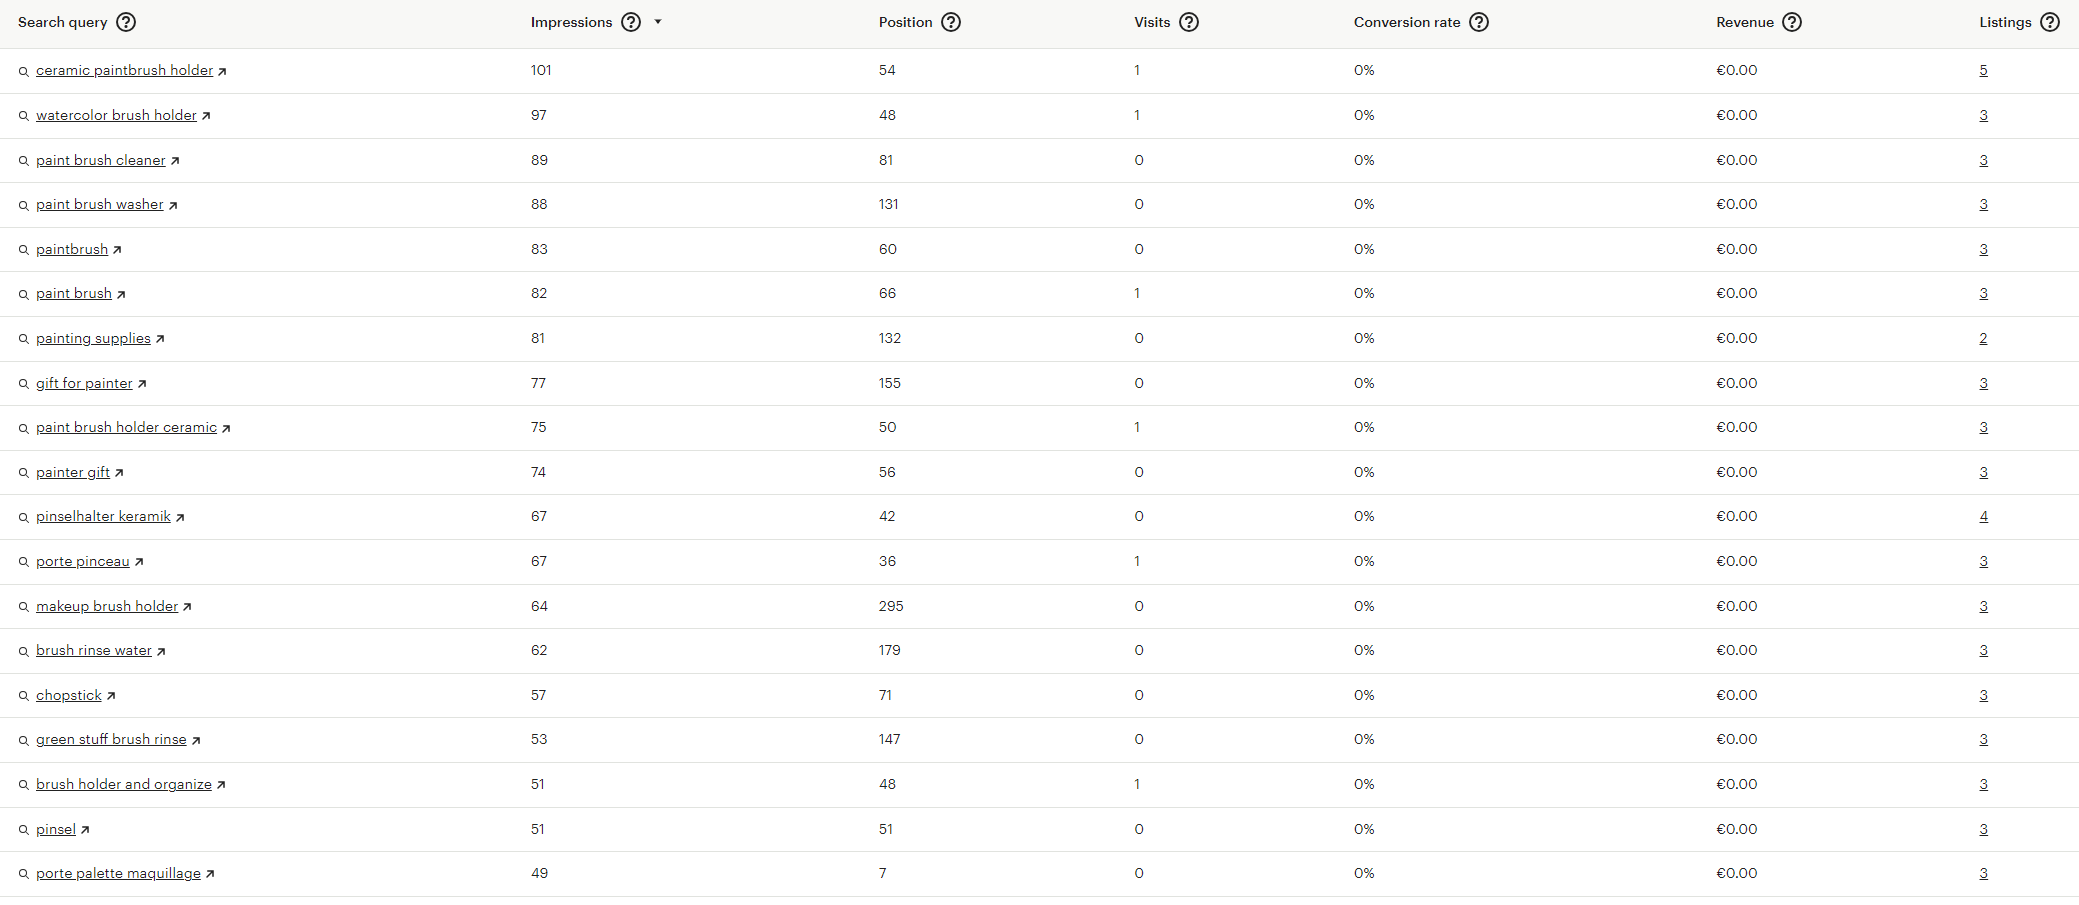 Search query Impressions Position Visits Conversion rate Revenue Listings
ceramic paintbrush holder 101 54 1 0% €0.00 5
watercolor brush holder 97 48 1 0% €0.00 3
paint brush cleaner 89 81 0 0% €0.00 3
paint brush washer 88 131 0 0% €0.00 3
paintbrush 83 60 0 0% €0.00 3
paint brush 82 66 1 0% €0.00 3
painting supplies 81 132 0 0% €0.00 2
gift for painter 77 155 0 0% €0.00 3
paint brush holder ceramic 75 50 1 0% €0.00 3
painter gift 74 56 0 0% €0.00 3
pinselhalter keramik 67 42 0 0% €0.00 4
porte pinceau 67 36 1 0% €0.00 3
makeup brush holder 64 295 0 0% €0.00 3
brush rinse water 62 179 0 0% €0.00 3
chopstick 57 71 0 0% €0.00 3
green stuff brush rinse 53 147 0 0% €0.00 3
brush holder and organize 51 48 1 0% €0.00 3
pinsel 51 51 0 0% €0.00 3
porte palette maquillage 49 7 0 0% €0.00 3